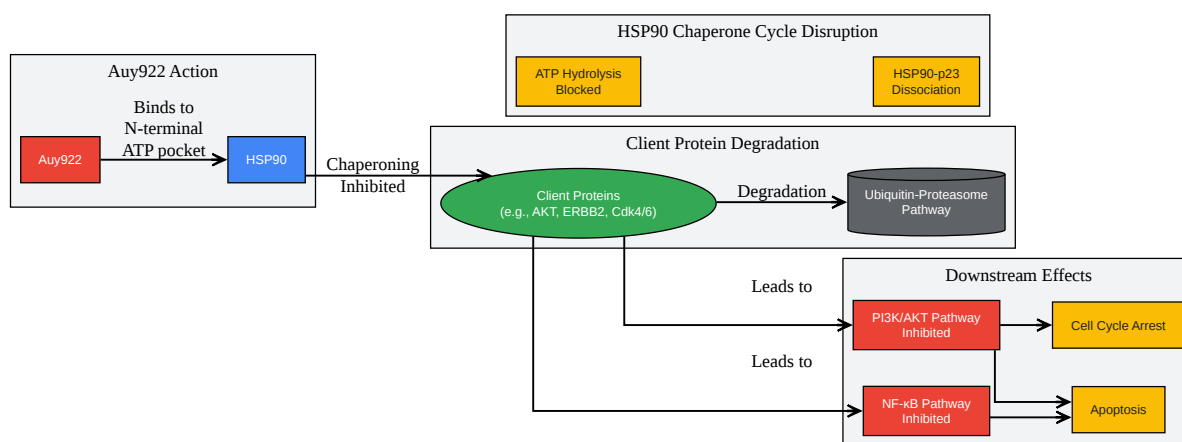 HSP90 Chaperone Cycle Disruption
ATP Hydrolysis
Blocked
HSP90-p23
Dissociation
Auy922 Action
Binds to
N-terminal
ATP pocket
Auy922
HSP90
Chaperoning
Inhibited
Client Protein Degradation
Client Proteins
(e.g., AKT, ERBB2, Cdk4/6)
Degradation
Ubiquitin-Proteasome
Pathway
Downstream Effects
Leads to
PI3K/AKT Pathway
Inhibited
Cell Cycle Arrest
Leads to
NF-κB Pathway
Inhibited
Apoptosis